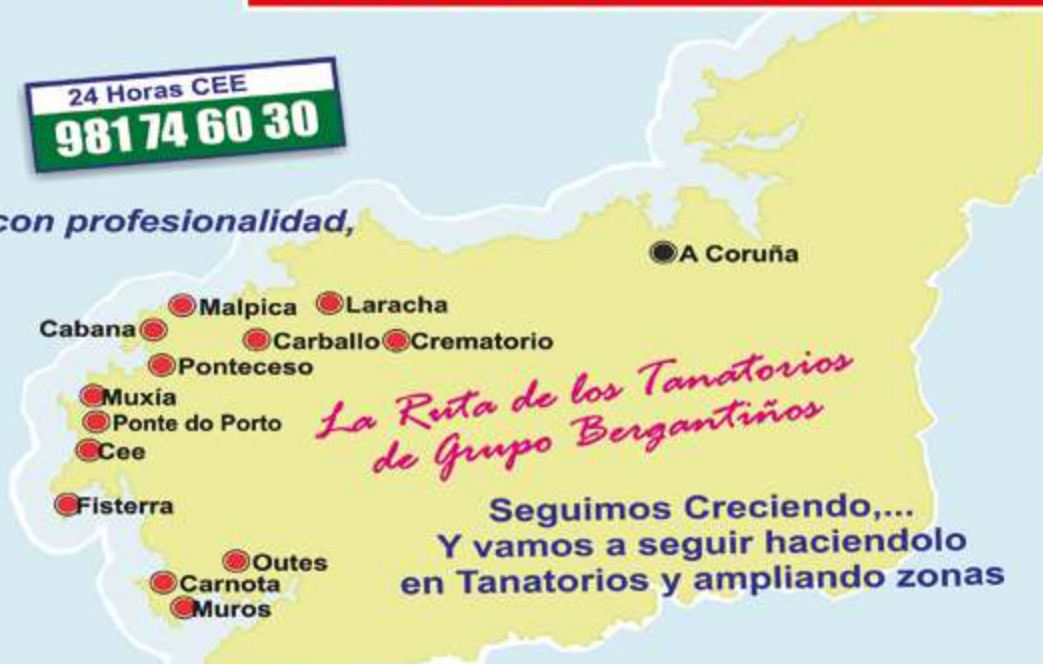 24 Horas CEE
981 74 60 30
con profesionalidad,
A Coruña
Malpica
Laracha
Cabana
Carballo
Crematorio
Ponteceso
Muxía
Ponte do Porto
Cee
Fisterra
La Ruta de los Tanatorios
de Grupo Bergantiños
Seguimos Creciendo,...
Y vamos a seguir haciendolo
en Tanatorios y ampliando zonas
Outes
Carnota
Muros